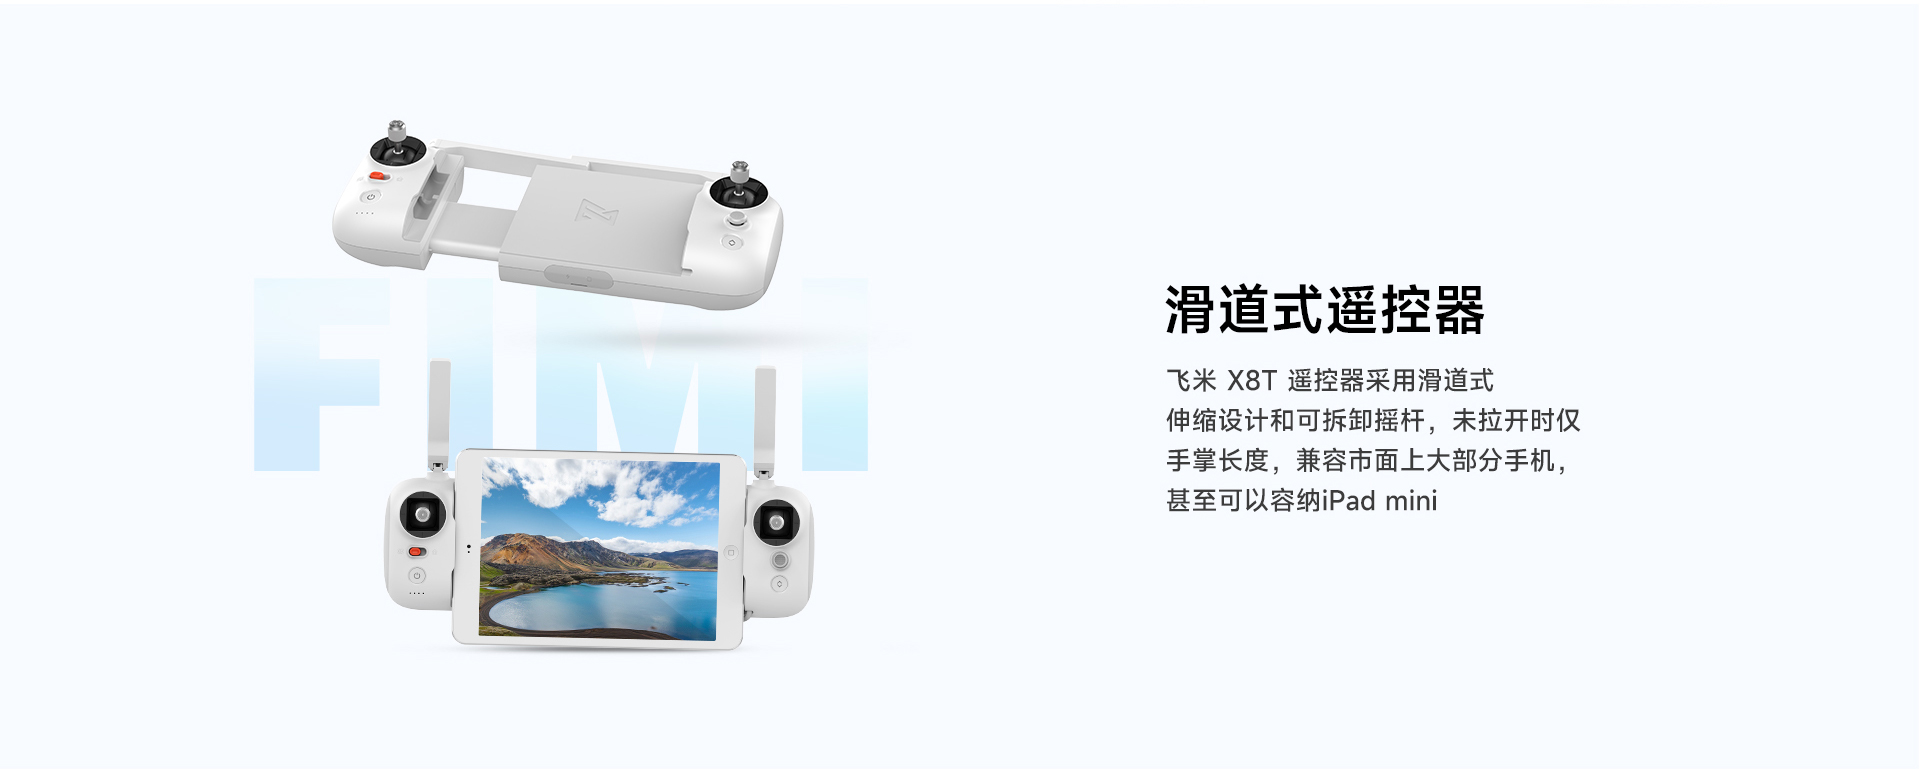 FIMI
滑道式遥控器
飞米 X8T 遥控器采用滑道式
伸缩设计和可拆卸摇杆，未拉开时仅
手掌长度，兼容市面上大部分手机，
甚至可以容纳iPad mini